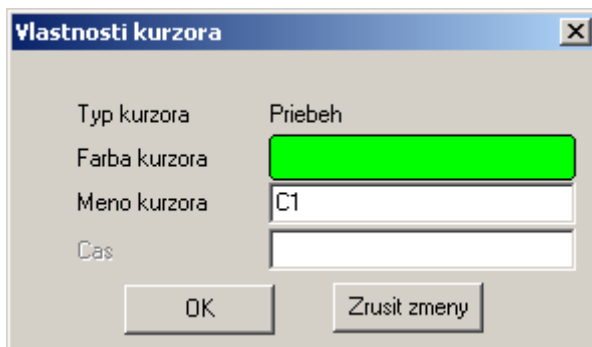 Vlastnosti kurzora
Typ kurzora Priebeh
Farba kurzora
Meno kurzora C1
Cas
OK Zrusit zmeny